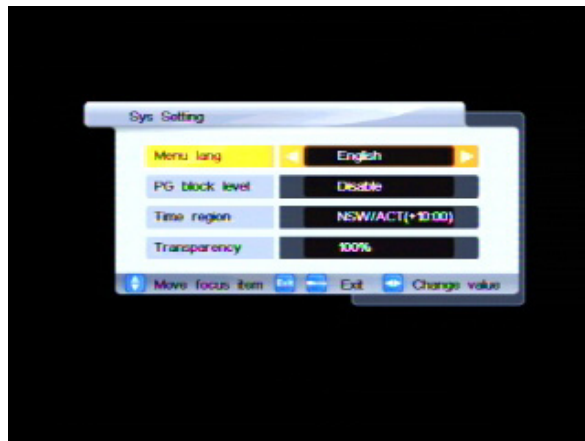 Sys Setting
Menu lang English
PG block level Disable
Time region NSW/ACT(+10:00)
Transparency 100%
Move focus item Exit Exit Change value